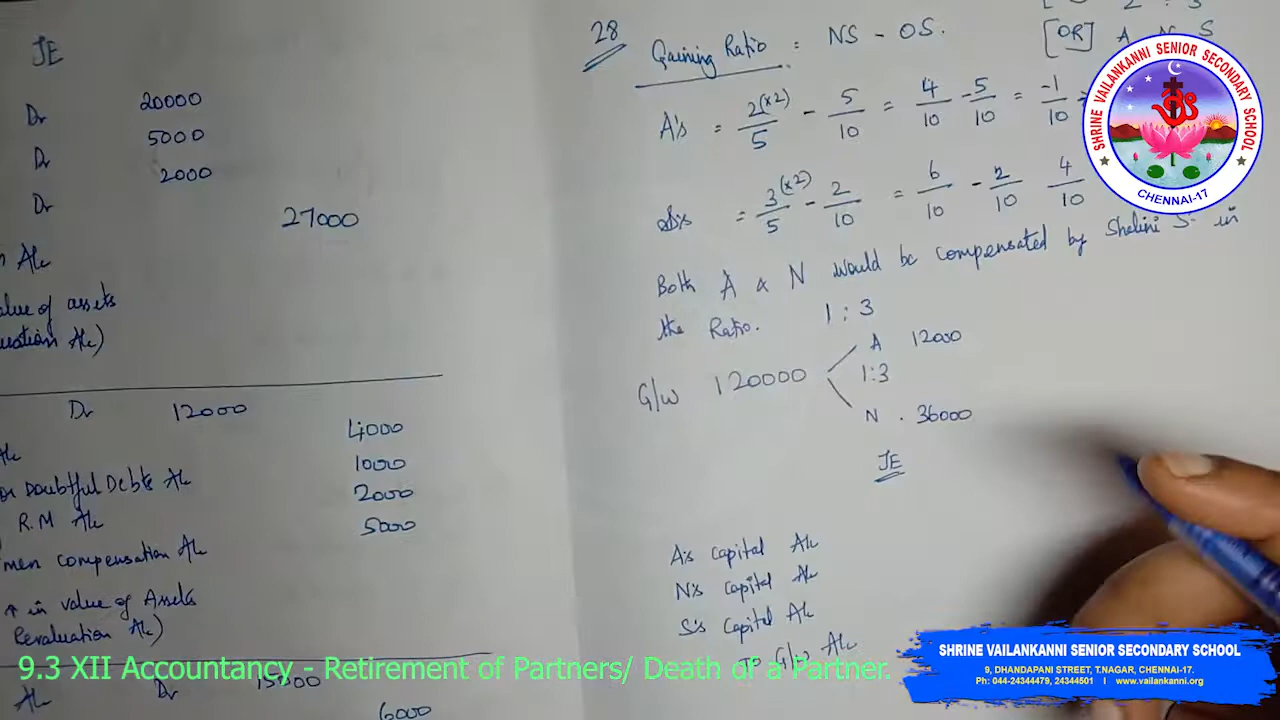 JE
Dr 20000
Dr 5000
Dr 2000
27000
A/c
value of assets
A/c)
Dr 12000
4000
A/c 1000
Doubtful Debts A/c 2000
R.M A/c 5000
men compensation A/c
↑ in value of Assets
Revaluation A/c)
A/c Dr 15000
6000
28
Gaining Ratio = NS - OS.
[OR] A N S
A's = 2(x2)/5 - 5/10 = 4/10 - 5/10 = -1/10
S's = 3(x2)/5 - 2/10 = 6/10 - 2/10 4/10
Both A & N would be compensated by Shalini S in
the Ratio. 1:3
G/W 120000
A 12000
1:3
N . 36000
JE
A's capital A/c
N's capital A/c
S's capital A/c
To G/W A/c
SHRINE VAILANKANNI SENIOR SECONDARY SCHOOL
CHENNAI-17
9.3 XII Accountancy - Retirement of Partners/ Death of a Partner.
SHRINE VAILANKANNI SENIOR SECONDARY SCHOOL
9, DHANDAPANI STREET, T.NAGAR, CHENNAI-17.
Ph: 044-24344479, 24344501 I www.vailankanni.org